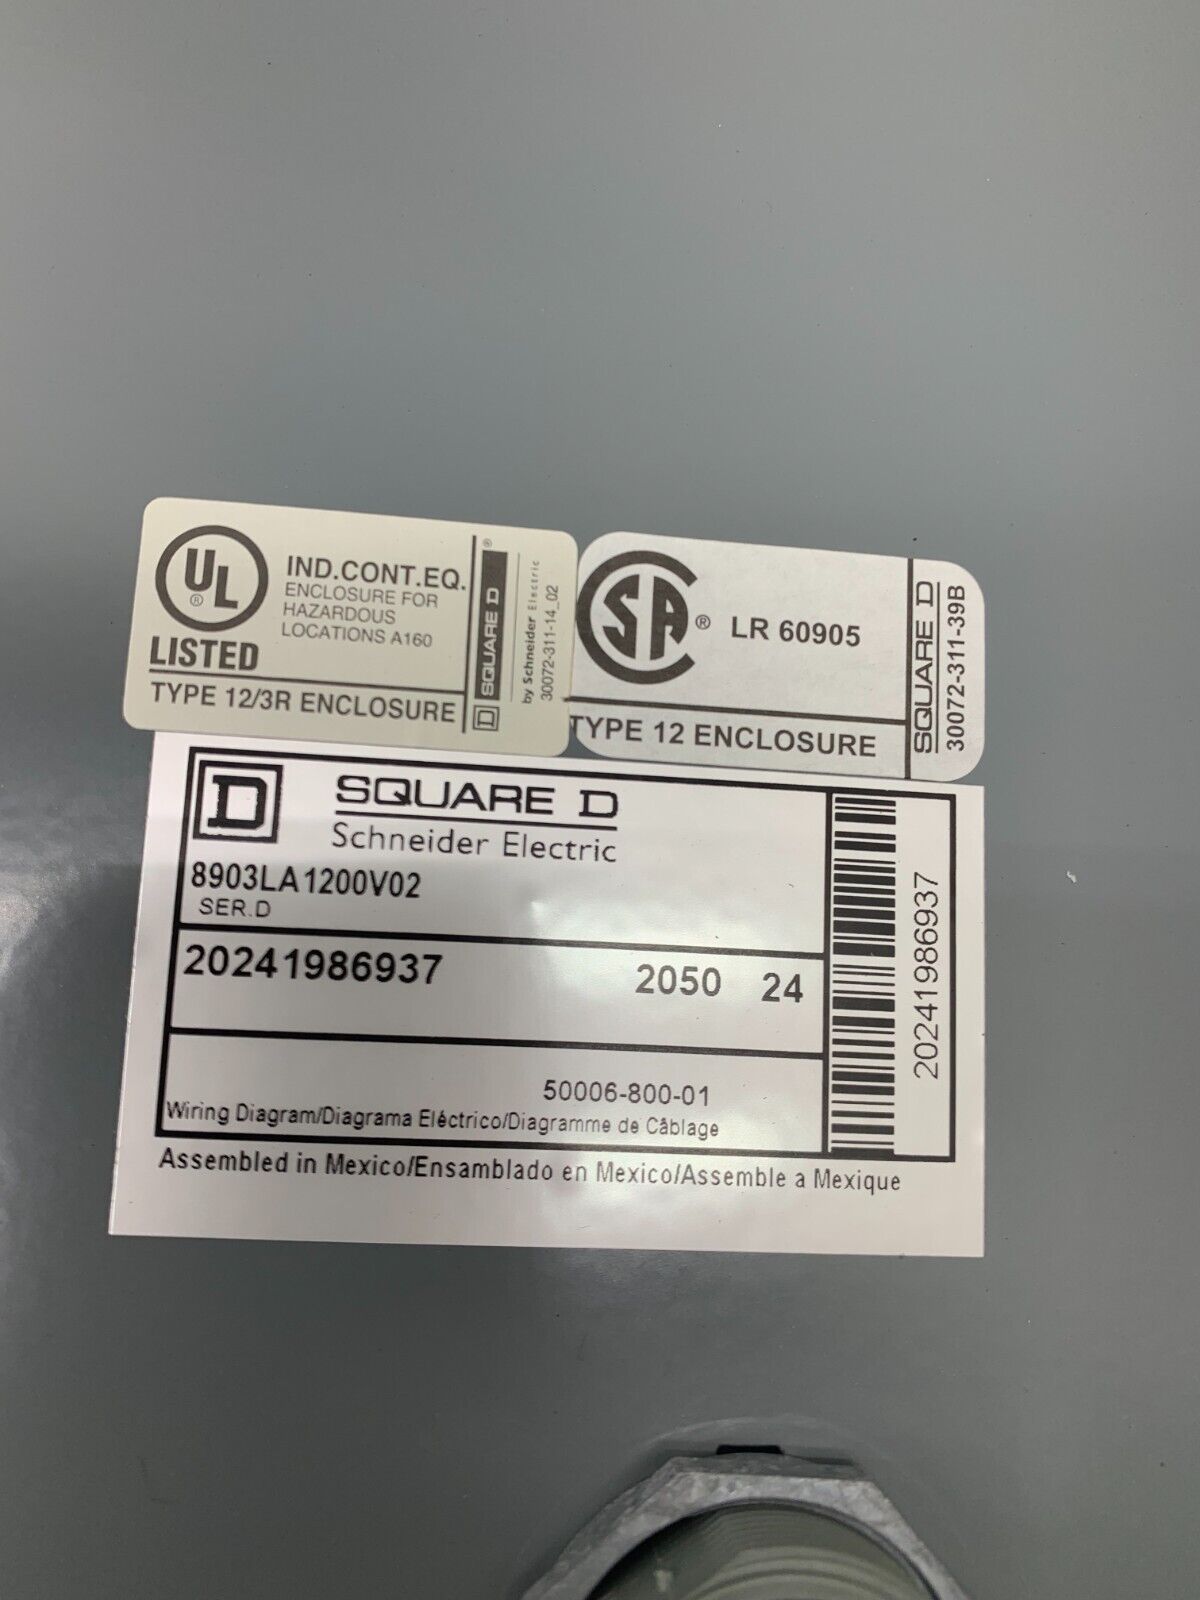 UL
®
LISTED
IND.CONT.EQ.
ENCLOSURE FOR
HAZARDOUS
LOCATIONS A160
TYPE 12/3R ENCLOSURE
D SQUARE D ®
by Schneider Electric
30072-311-14_02
SA ® LR 60905
TYPE 12 ENCLOSURE
SQUARE D
30072-311-39B
D SQUARE D
Schneider Electric
8903LA1200V02
SER.D
20241986937 2050 24
50006-800-01
Wiring Diagram/Diagrama Eléctrico/Diagramme de Câblage
20241986937
Assembled in Mexico/Ensamblado en Mexico/Assemble a Mexique